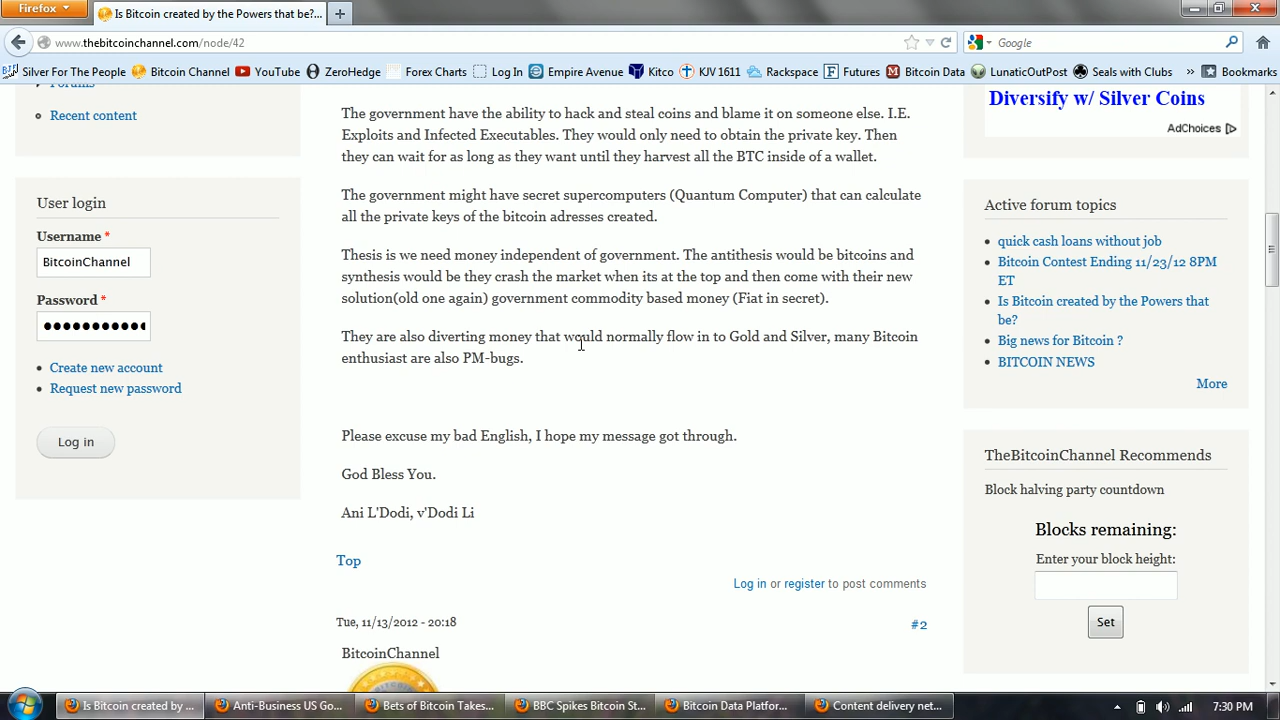 Firefox
Is Bitcoin created by the Powers that be?...
www.thebitcoinchannel.com/node/42
Google
Silver For The People
Bitcoin Channel
YouTube
ZeroHedge
Forex Charts
Log In
Empire Avenue
Kitco
KJV 1611
Rackspace
Futures
Bitcoin Data
LunaticOutPost
Seals with Clubs
»
Bookmarks
Forums
Recent content
User login
Username *
BitcoinChannel
Password *
Create new account
Request new password
Log in
The government have the ability to hack and steal coins and blame it on someone else. I.E.
Exploits and Infected Executables. They would only need to obtain the private key. Then
they can wait for as long as they want until they harvest all the BTC inside of a wallet.
The government might have secret supercomputers (Quantum Computer) that can calculate
all the private keys of the bitcoin adresses created.
Thesis is we need money independent of government. The antithesis would be bitcoins and
synthesis would be they crash the market when its at the top and then come with their new
solution(old one again) government commodity based money (Fiat in secret).
They are also diverting money that would normally flow in to Gold and Silver, many Bitcoin
enthusiast are also PM-bugs.
Please excuse my bad English, I hope my message got through.
God Bless You.
Ani L'Dodi, v'Dodi Li
Top
Log in or register to post comments
Tue, 11/13/2012 - 20:18
#2
BitcoinChannel
Diversify w/ Silver Coins
AdChoices
Active forum topics
quick cash loans without job
Bitcoin Contest Ending 11/23/12 8PM
ET
Is Bitcoin created by the Powers that
be?
Big news for Bitcoin ?
BITCOIN NEWS
More
TheBitcoinChannel Recommends
Block halving party countdown
Blocks remaining:
Enter your block height:
Set
Is Bitcoin created by ...
Anti-Business US Go...
Bets of Bitcoin Takes...
BBC Spikes Bitcoin St...
Bitcoin Data Platfor...
Content delivery net...
7:30 PM